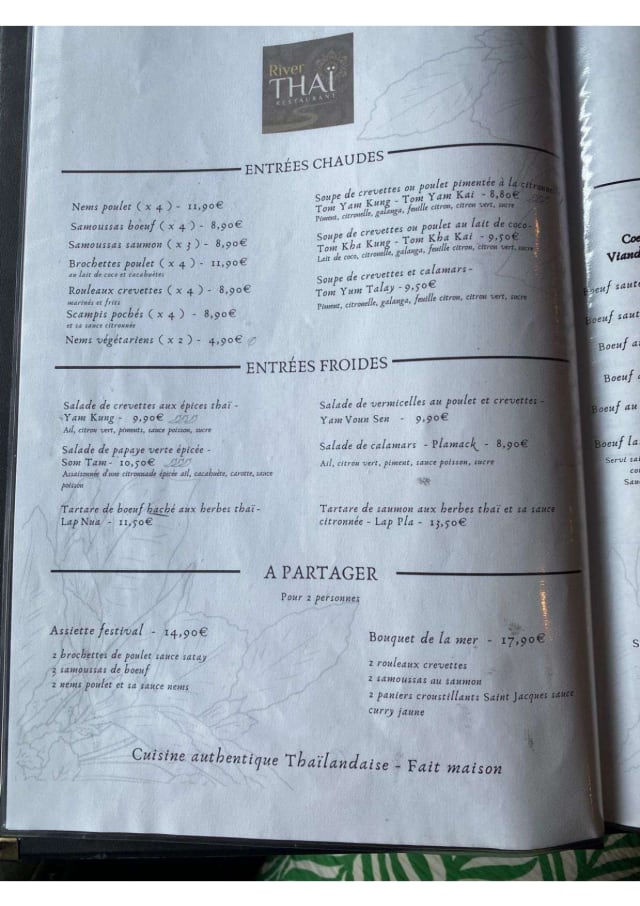 River
THAÏ
RESTAURANT
ENTRÉES CHAUDES
Nems poulet ( x 4 ) - 11,90€
Samoussas boeuf ( x 4 ) - 8,90€
Samoussas saumon ( x 3 ) - 8,90€
Brochettes poulet ( x 4 ) - 11,90€
au lait de coco et cacahuètes
Rouleaux crevettes ( x 4 ) - 8,90€
marinés et frits
Scampis pochés ( x 4 ) - 8,90€
et sa sauce citronnée
Nems végétariens ( x 2 ) - 4,90€
Soupe de crevettes ou poulet pimentée à la
Tom Yam Kung - Tom Yam Kai - 8,80€
Piment, citronelle, galanga, feuille citron, citron vert, sucre
Soupe de crevettes ou poulet au lait de coco-
Tom Kha Kung - Tom Kha Kai - 9,50€
Lait de coco, citronelle, galanga, feuille citron, citron vert, sucre
Soupe de crevettes et calamars-
Tom Yum Talay - 9,50€
Piment, citronelle, galanga, feuille citron, citron vert, sucre
ENTRÉES FROIDES
Salade de crevettes aux épices thaï -
Yam Kung - 9,90€
Ail, citron vert, piments, sauce poisson, sucre
Salade de papaye verte épicée -
Som Tam- 10,50€
Assaisonnée d'une citronnade épicée ail, cacahuète, carotte, sauce
poisson
Tartare de boeuf haché aux herbes thaï-
Lap Nua - 11,50€
Salade de vermicelles au poulet et crevettes -
Yam Voun Sen - 9,90€
Salade de calamars - Plamack - 8,90€
Ail, citron vert, piment, sauce poisson, sucre
Tartare de saumon aux herbes thaï et sa sauce
citronnée - Lap Pla - 13,50€
A PARTAGER
Pour 2 personnes
Assiette festival - 14,90€
2 brochettes de poulet sauce satay
2 samoussas de boeuf
2 nems poulet et sa sauce nems
Bouquet de la mer - 17,90€
2 rouleaux crevettes
2 samoussas au saumon
2 paniers croustillants Saint Jacques sauce
curry jaune
Cuisine authentique Thaïlandaise - Fait maison
Boeuf
Boeuf
Boeuf
Boeuf
Boeuf au
Boeuf